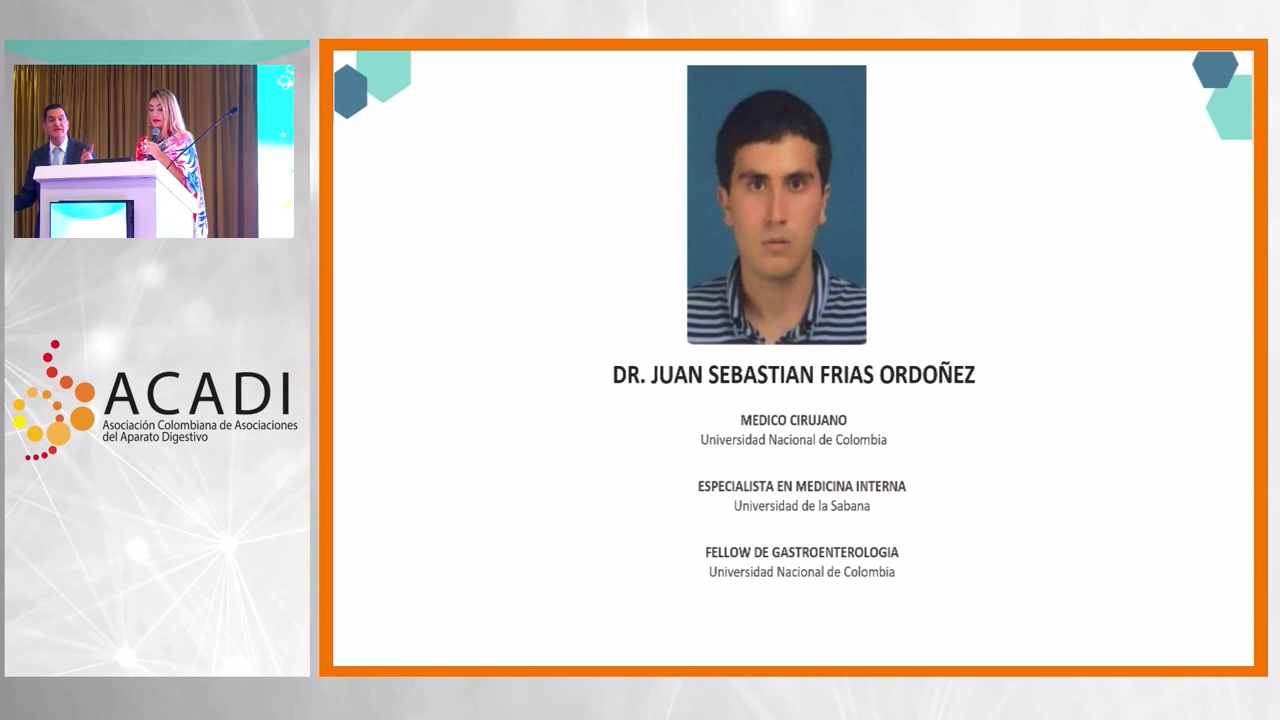 ACADI
Asociación Colombiana de Asociaciones
del Aparato Digestivo
DR. JUAN SEBASTIAN FRIAS ORDOÑEZ
MEDICO CIRUJANO
Universidad Nacional de Colombia
ESPECIALISTA EN MEDICINA INTERNA
Universidad de la Sabana
FELLOW DE GASTROENTEROLOGIA
Universidad Nacional de Colombia